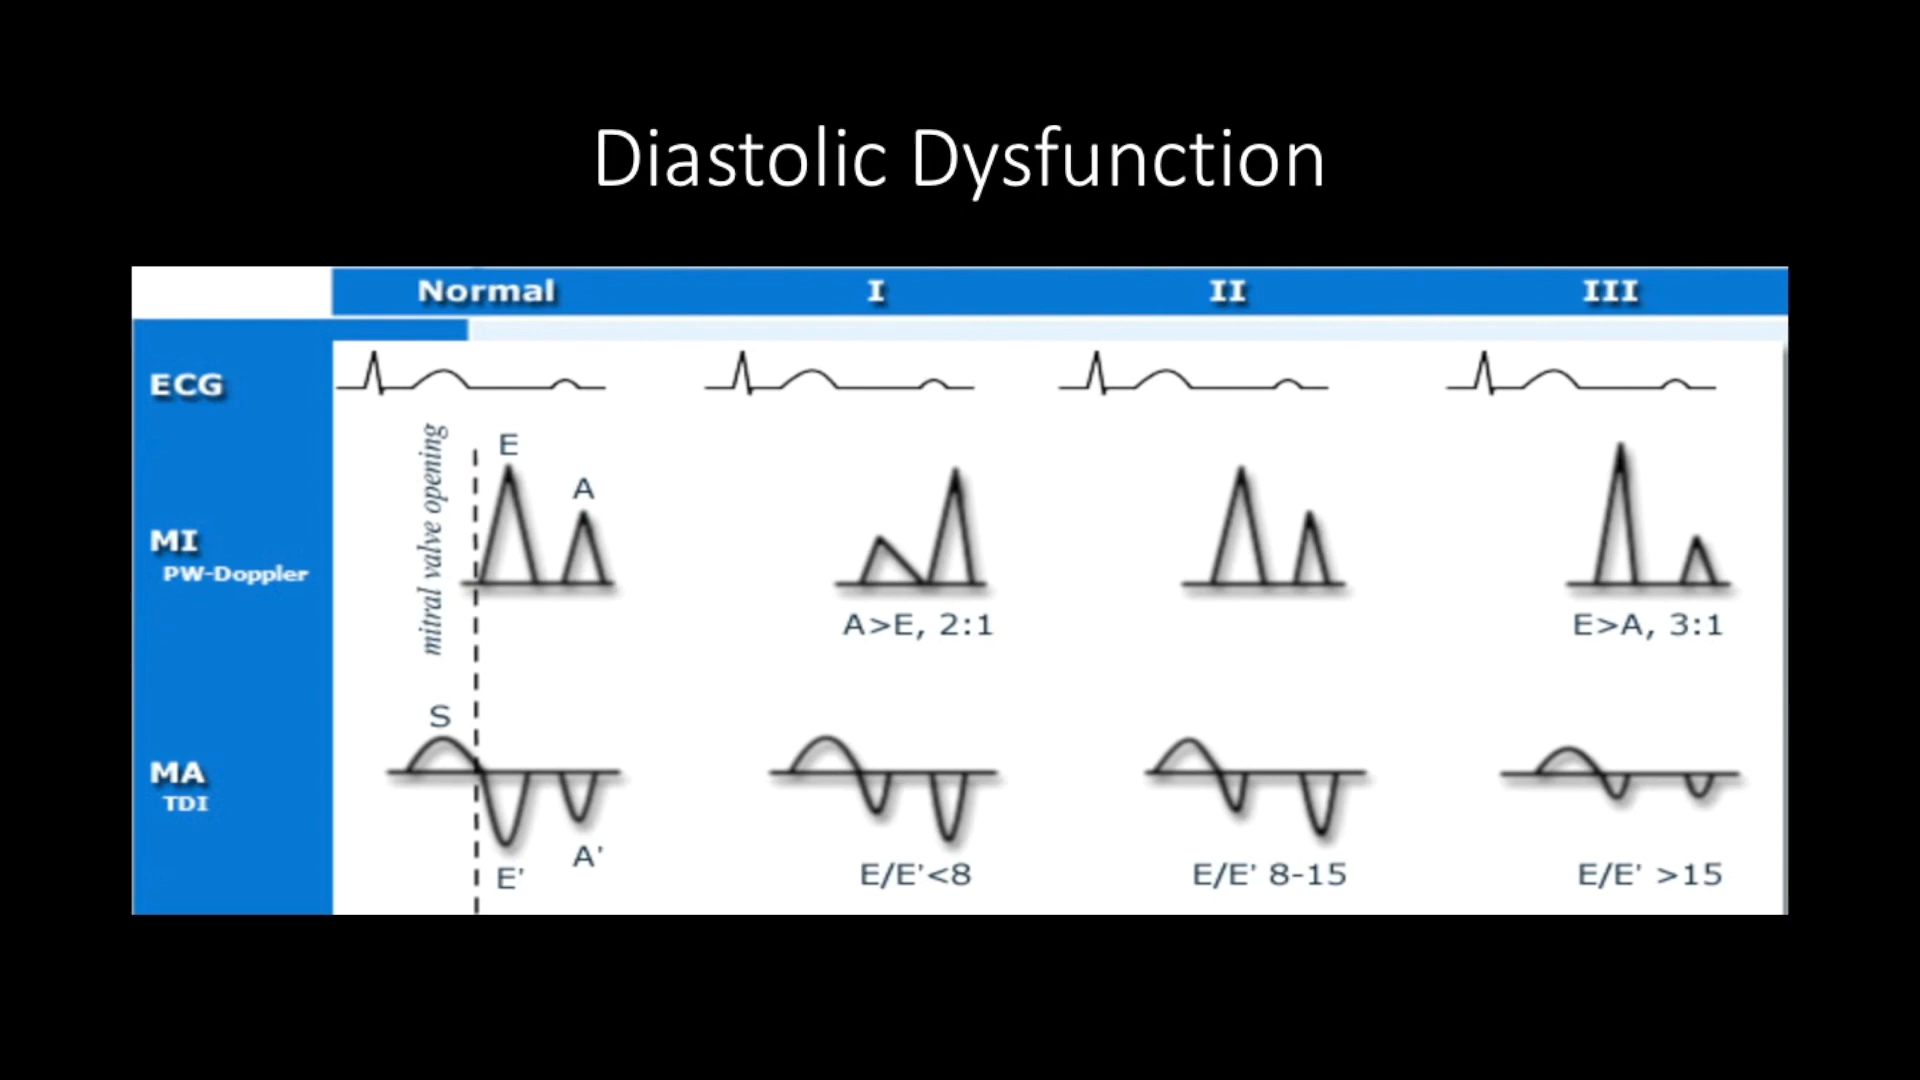 Diastolic Dysfunction
Normal I II III
ECG
mitral valve opening
E
A
MI
PW-Doppler
A>E, 2:1
E>A, 3:1
S
MA
TDI
E'
A'
E/E'<8
E/E' 8-15
E/E' >15